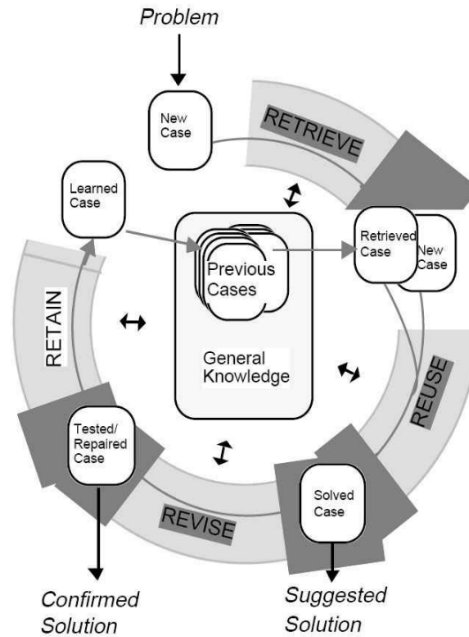 Problem
New
Case
RETRIEVE
Learned
Case
Retrieved
Case
New
Case
Previous
Cases
General
Knowledge
RETAIN
REUSE
Tested/
Repaired
Case
REVISE
Solved
Case
Confirmed
Solution
Suggested
Solution